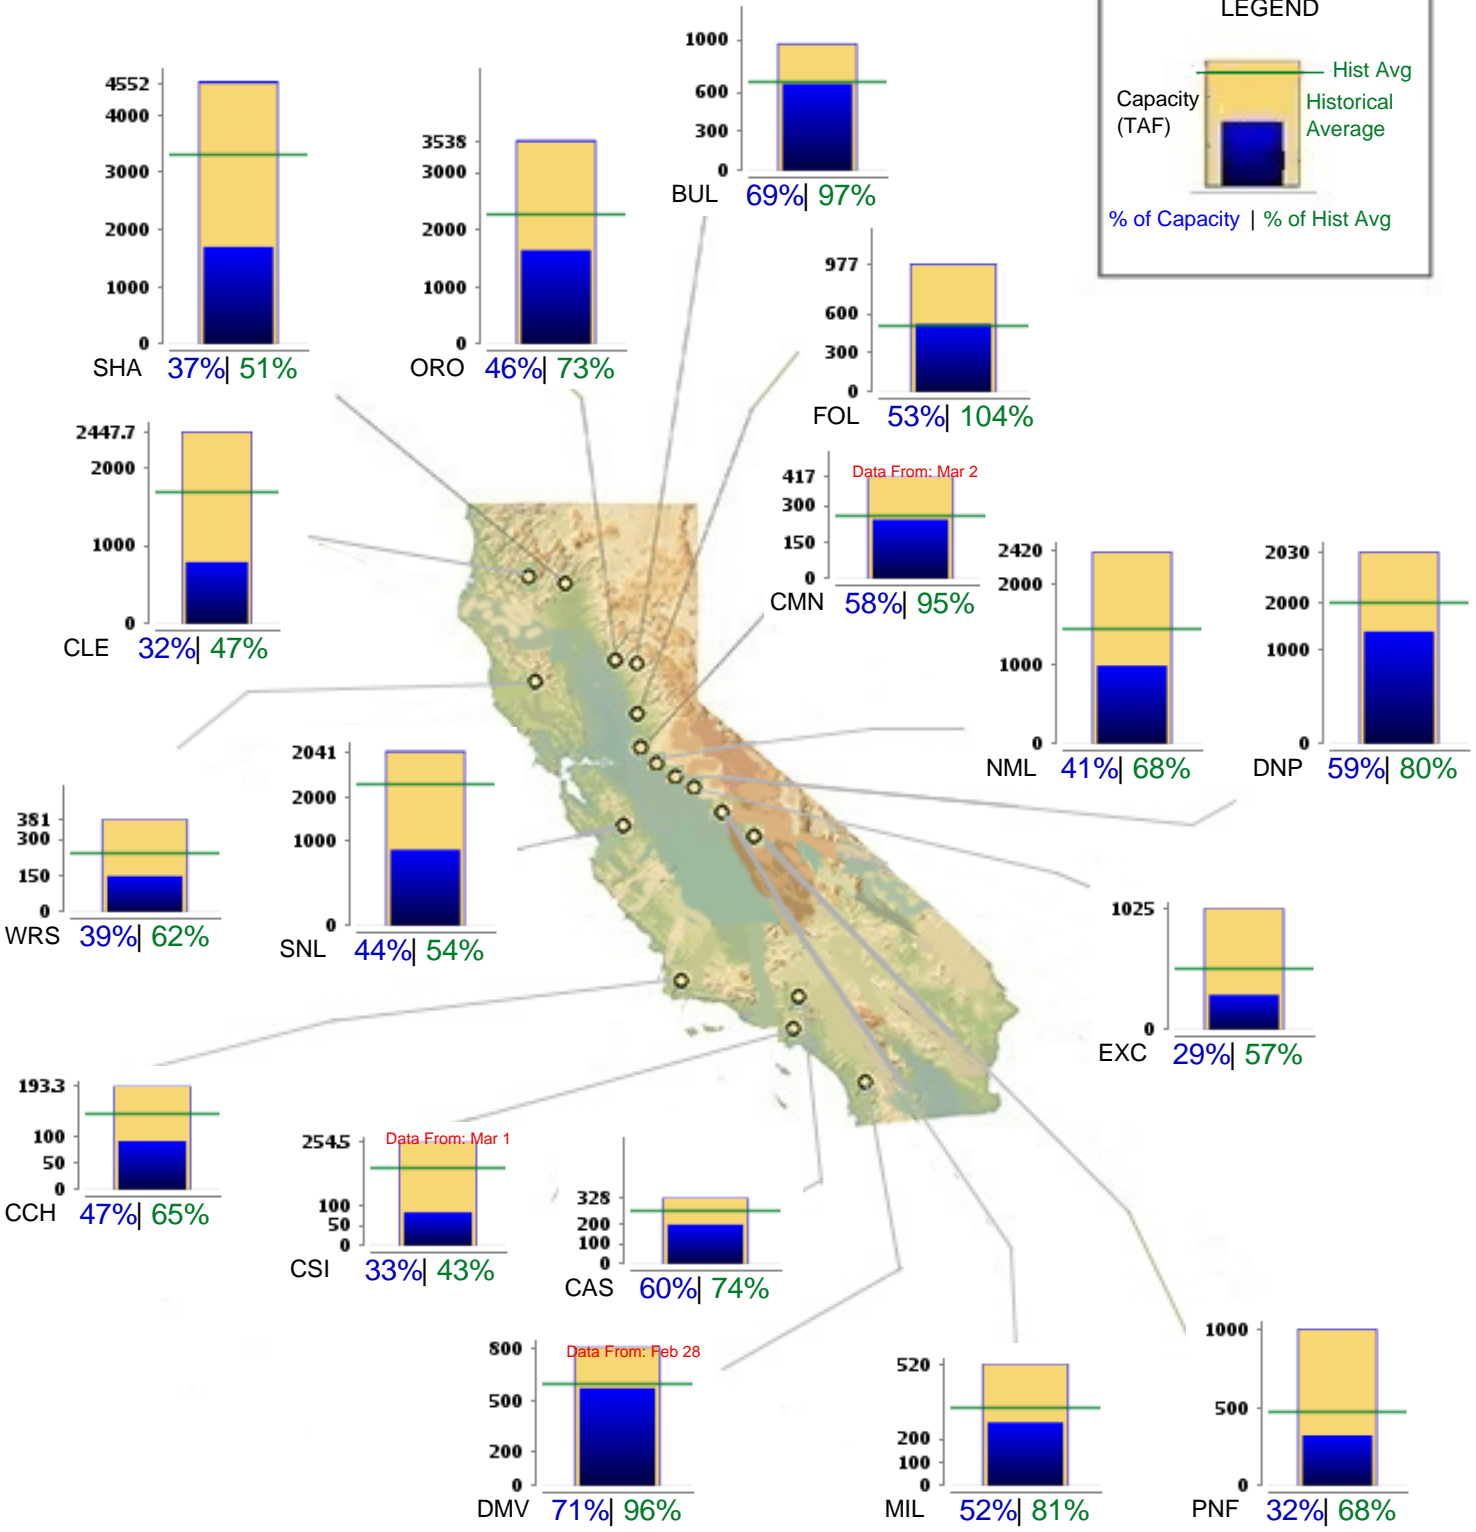 LEGEND
Hist Avg
Capacity
(TAF)
Historical
Average
% of Capacity | % of Hist Avg
4552
4000
3000
2000
1000
0
SHA 37%| 51%
3538
3000
2000
1000
0
ORO 46%| 73%
1000
600
300
0
BUL 69%| 97%
977
600
300
0
FOL 53%| 104%
2447.7
2000
1000
0
CLE 32%| 47%
Data From: Mar 2
417
300
150
0
CMN 58%| 95%
2420
2000
1000
0
NML 41%| 68%
2030
2000
1000
0
DNP 59%| 80%
381
300
150
0
WRS 39%| 62%
2041
2000
1000
0
SNL 44%| 54%
1025
0
EXC 29%| 57%
193.3
100
50
0
CCH 47%| 65%
Data From: Mar 1
254.5
100
50
0
CSI 33%| 43%
328
200
100
0
CAS 60%| 74%
Data From: Feb 28
800
500
200
0
DMV 71%| 96%
520
200
100
0
MIL 52%| 81%
1000
500
0
PNF 32%| 68%